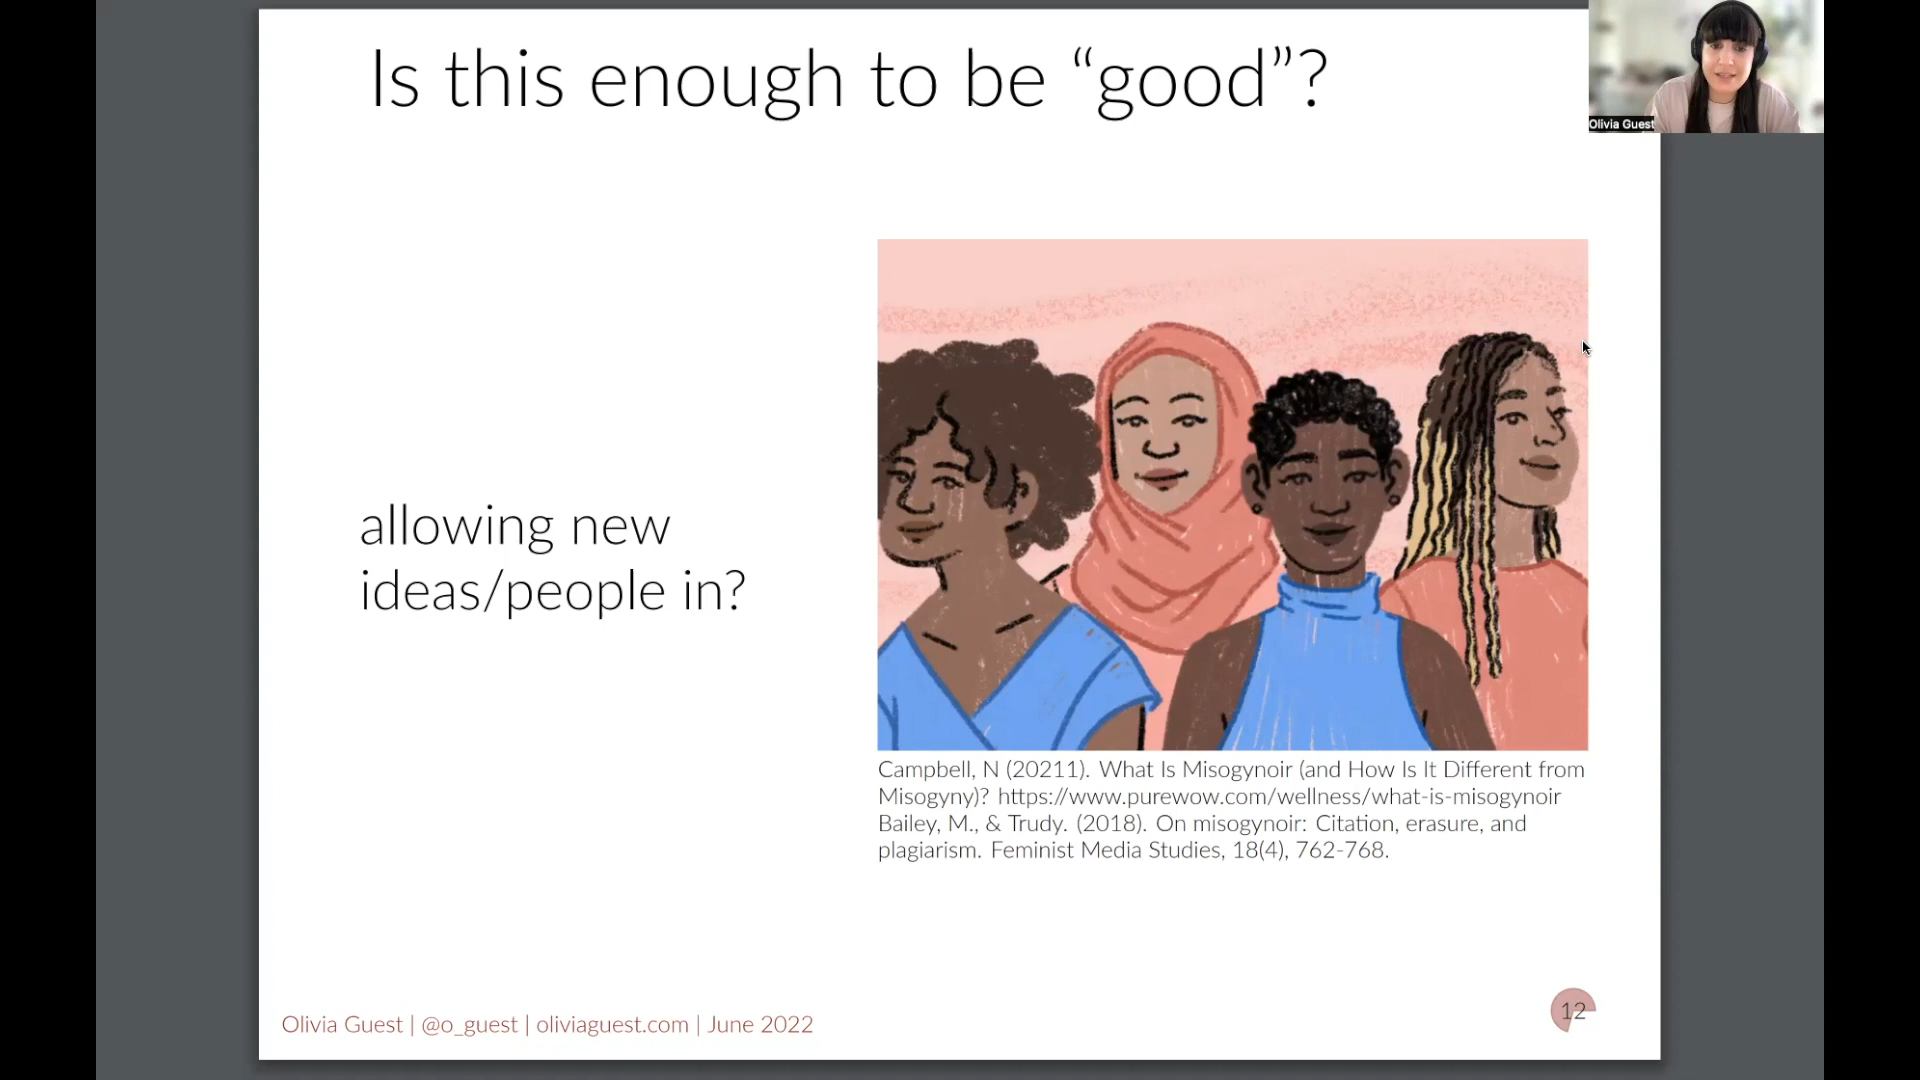 Is this enough to be “good”?
Olivia Guest
allowing new
ideas/people in?
Campbell, N (20211). What Is Misogynoir (and How Is It Different from
Misogyny)? https://www.purewow.com/wellness/what-is-misogynoir
Bailey, M., & Trudy. (2018). On misogynoir: Citation, erasure, and
plagiarism. Feminist Media Studies, 18(4), 762-768.
Olivia Guest | @o_guest | oliviaguest.com | June 2022
12